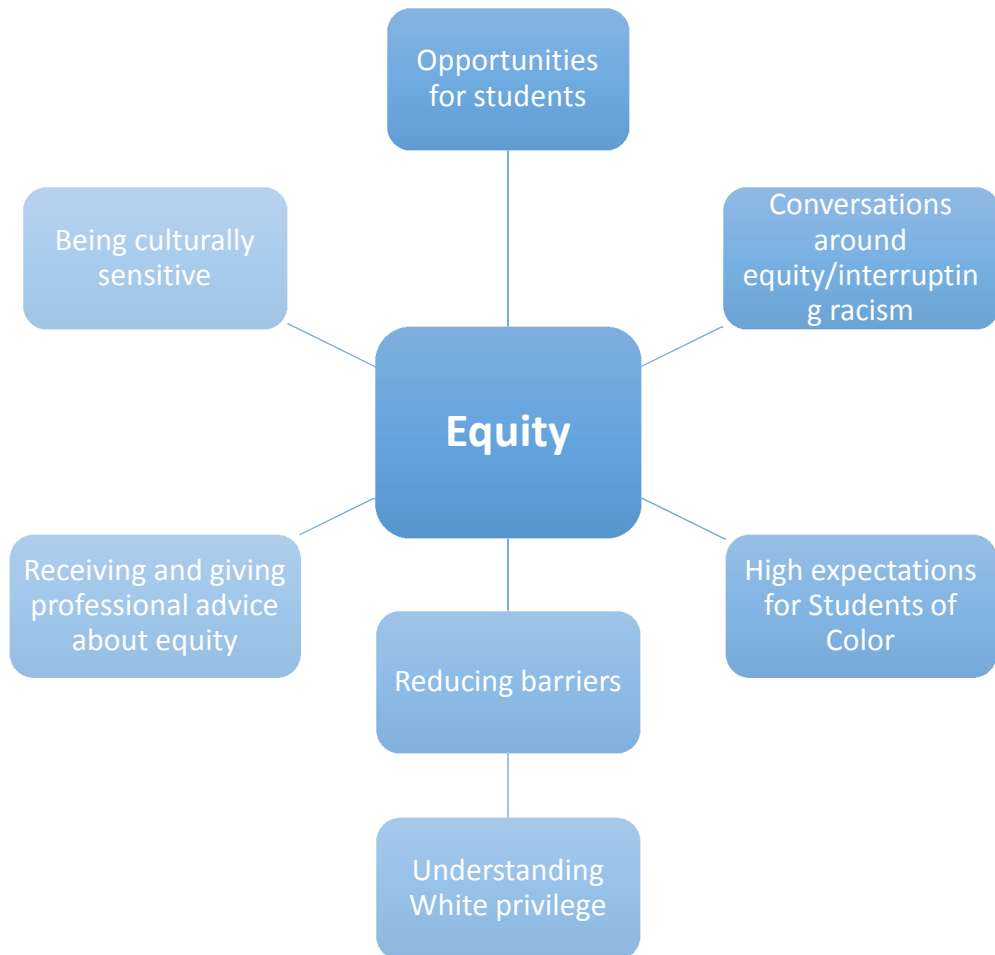 Opportunities
for students
Being culturally
sensitive
Conversations
around
equity/interruptin
g racism
Equity
Receiving and giving
professional advice
about equity
Reducing barriers
High expectations
for Students of
Color
Understanding
White privilege